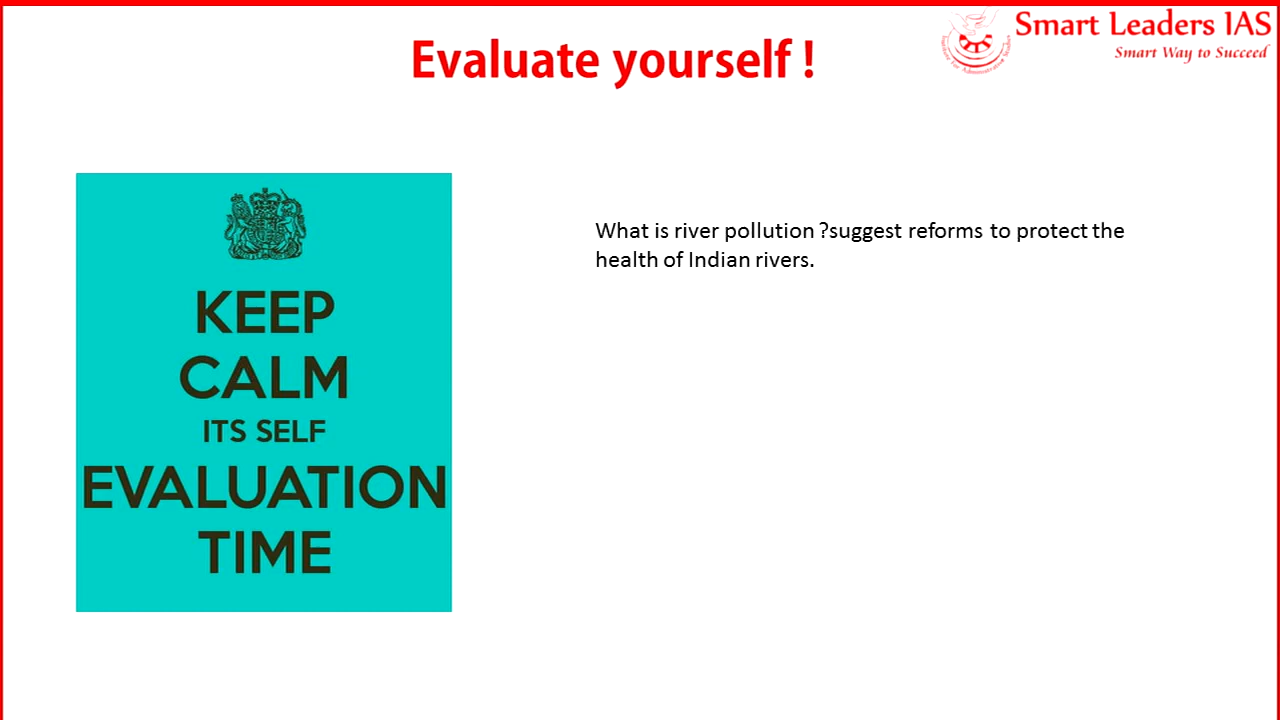 Smart Leaders IAS
Smart Way to Succeed
Evaluate yourself !
KEEP
CALM
ITS SELF
EVALUATION
TIME
What is river pollution ?suggest reforms to protect the
health of Indian rivers.